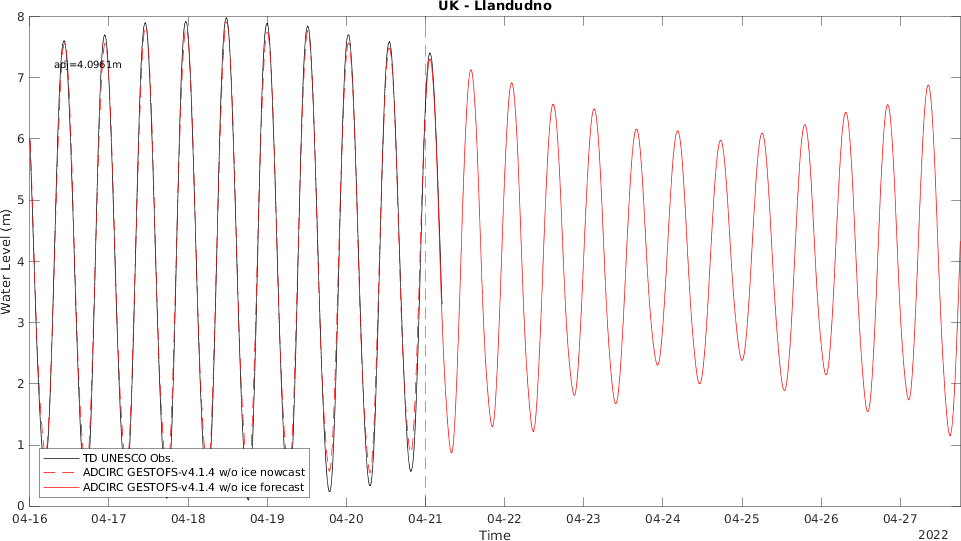 UK - Llandudno
8
7
6
5
4
3
2
1
0
adj=4.0961m
Water Level (m)
TD UNESCO Obs.
ADCIRC GESTOFS-v4.1.4 w/o ice nowcast
ADCIRC GESTOFS-v4.1.4 w/o ice forecast
04-16 04-17 04-18 04-19 04-20 04-21 04-22 04-23 04-24 04-25 04-26 04-27
Time
2022